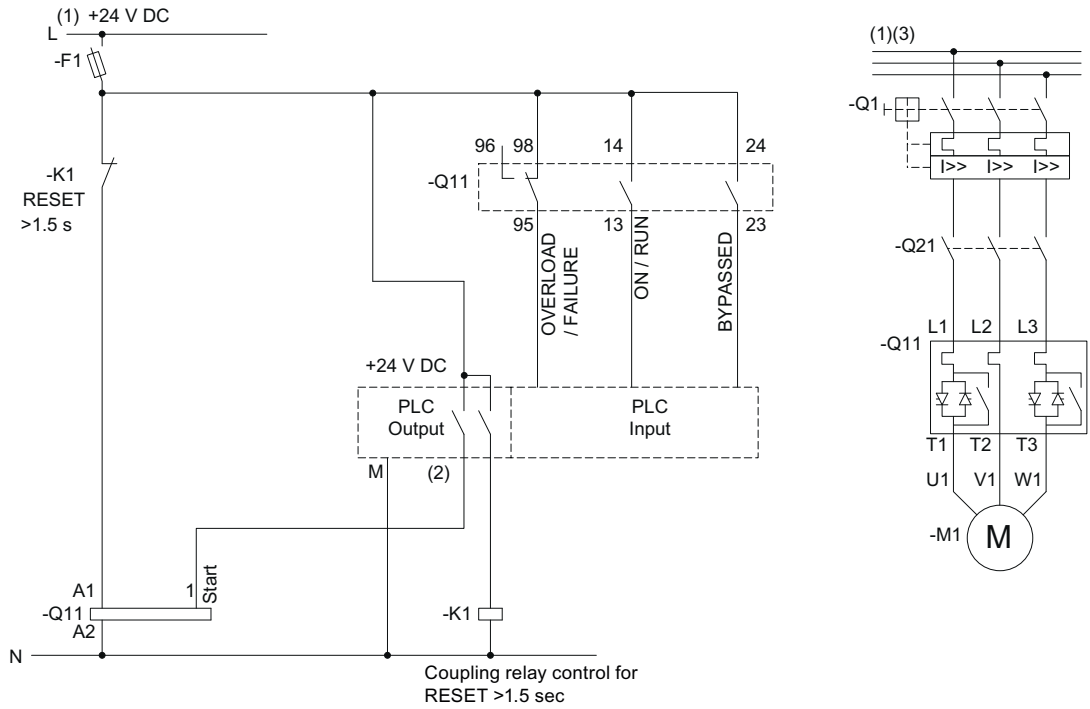 (1) +24 V DC
L
-F1
-K1
RESET
>1.5 s
96 98 14 24
-Q11
95 13 23
OVERLOAD
/ FAILURE
ON / RUN
BYPASSED
+24 V DC
PLC
Output
PLC
Input
M (2)
A1 1
Start
-Q11
A2
-K1
N
Coupling relay control for
RESET >1.5 sec
(1)(3)
-Q1
I>> I>> I>>
-Q21
L1 L2 L3
-Q11
T1 T2 T3
U1 V1 W1
-M1
M